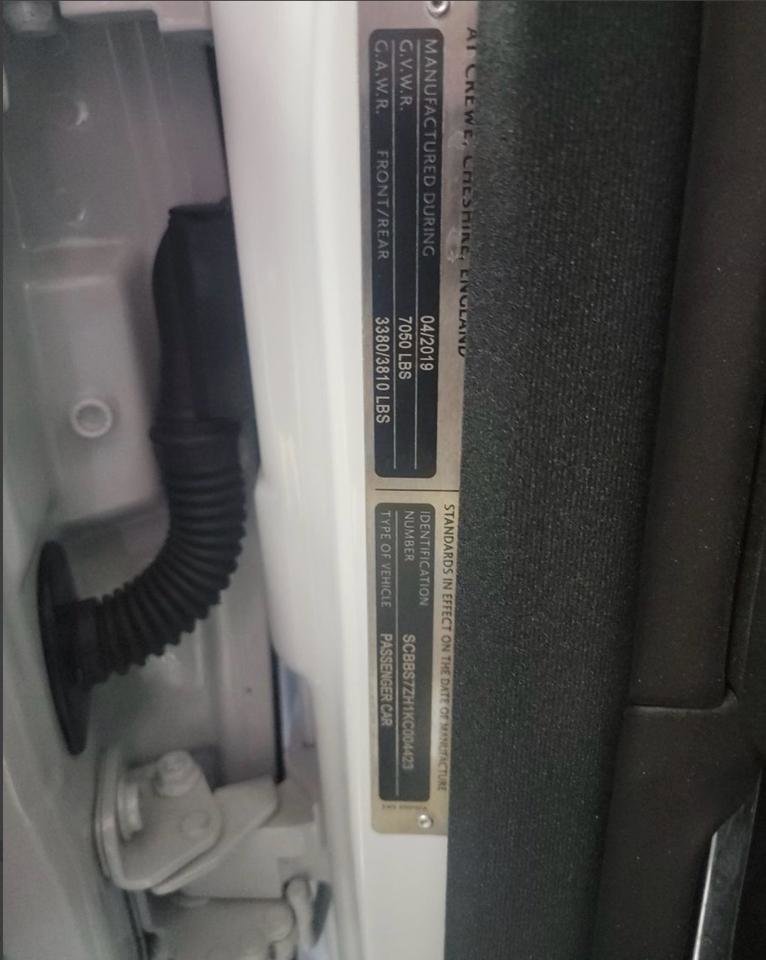 AT CREWE, CHESHIRE, ENGLAND
MANUFACTURED DURING 04/2019
G.V.W.R. 7050 LBS
G.A.W.R. FRONT/REAR 3380/3810 LBS
STANDARDS IN EFFECT ON THE DATE OF MANUFACTURE
IDENTIFICATION
NUMBER SCBBS7ZH1KC004423
TYPE OF VEHICLE PASSENGER CAR